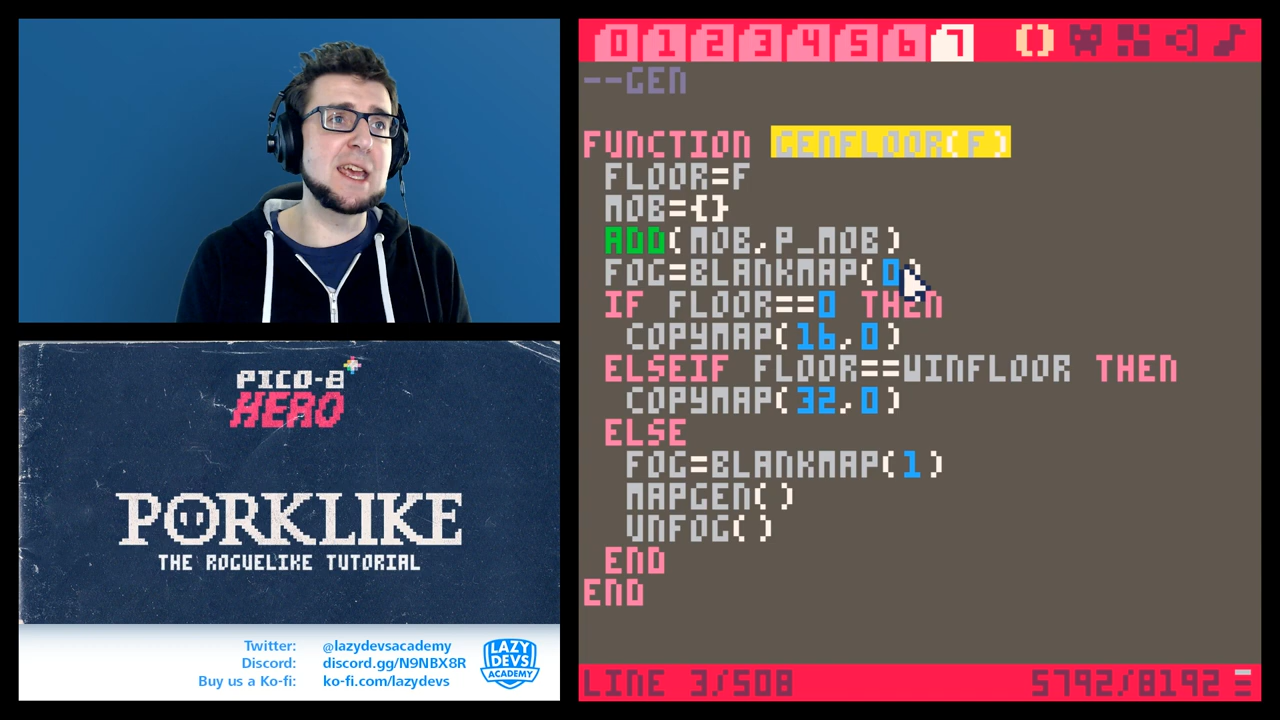 PICO-8
HERO
PORKLIKE
THE ROGUELIKE TUTORIAL
Twitter: @lazydevsacademy
Discord: discord.gg/N9NBX8R
Buy us a Ko-fi: ko-fi.com/lazydevs
LAZY
DEVS
ACADEMY
0 1 2 3 4 5 6 7 ()
--GEN
FUNCTION GENFLOOR(F)
FLOOR=F
MOB={}
ADD(MOB,P_MOB)
FOG=BLANKMAP(0)
IF FLOOR==0 THEN
COPYMAP(16,0)
ELSEIF FLOOR==WINFLOOR THEN
COPYMAP(32,0)
ELSE
FOG=BLANKMAP(1)
MAPGEN()
UNFOG()
END
END
LINE 3/508 5792/8192